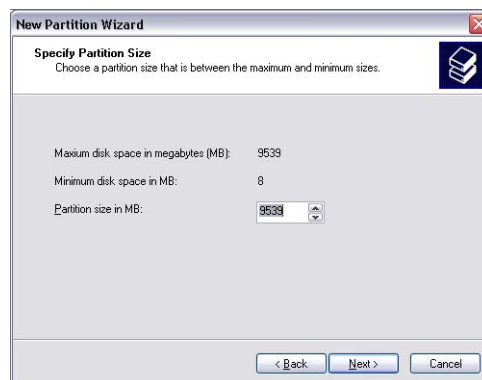 New Partition Wizard
Specify Partition Size
Choose a partition size that is between the maximum and minimum sizes.
Maxium disk space in megabytes (MB): 9539
Minimum disk space in MB: 8
Partition size in MB: 9539
< Back Next > Cancel